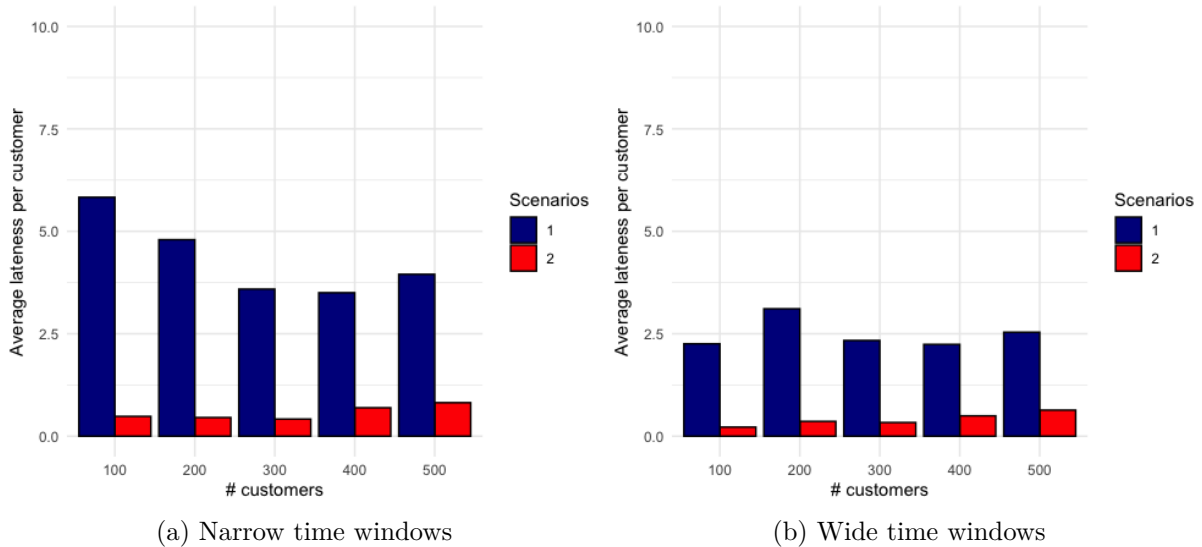 Average lateness per customer
10.0
7.5
5.0
2.5
0.0
100 200 300 400 500
# customers
Scenarios
1
2
(a) Narrow time windows
Average lateness per customer
10.0
7.5
5.0
2.5
0.0
100 200 300 400 500
# customers
Scenarios
1
2
(b) Wide time windows